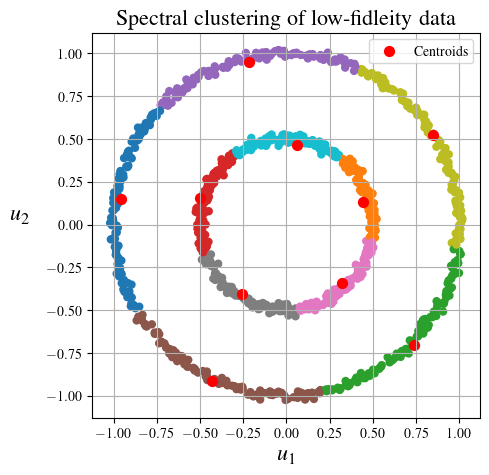 Spectral clustering of low-fidleity data
Centroids
1.00
0.75
0.50
0.25
0.00
−0.25
−0.50
−0.75
−1.00
u2
−1.00 −0.75 −0.50 −0.25 0.00 0.25 0.50 0.75 1.00
u1